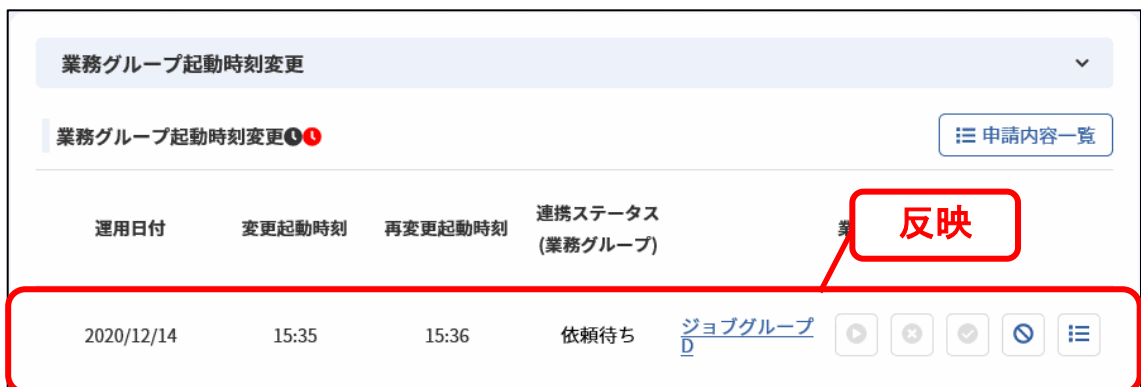 業務グループ起動時刻変更
業務グループ起動時刻変更
申請内容一覧
運用日付 変更起動時刻 再変更起動時刻 連携ステータス
(業務グループ)
反映
2020/12/14 15:35 15:36 依頼待ち ジョブグループ
D